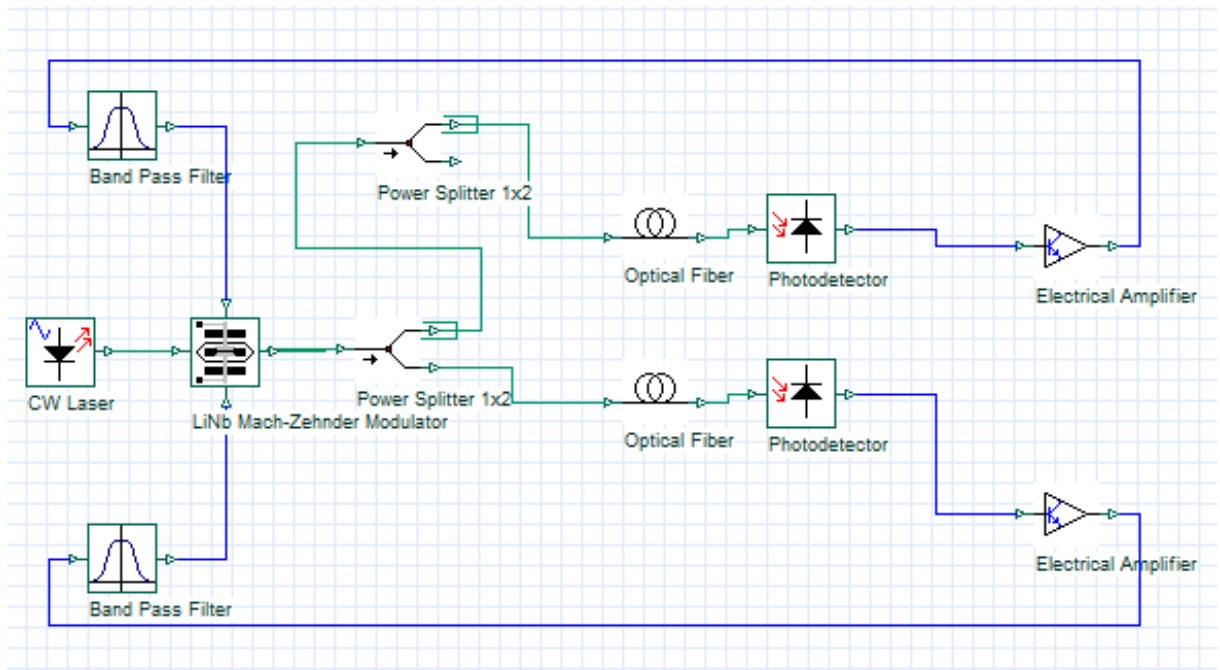 Band Pass Filter
Power Splitter 1x2
Optical Fiber
Photodetector
Electrical Amplifier
CW Laser
LiNb Mach-Zehnder Modulator
Power Splitter 1x2
Optical Fiber
Photodetector
Electrical Amplifier
Band Pass Filter